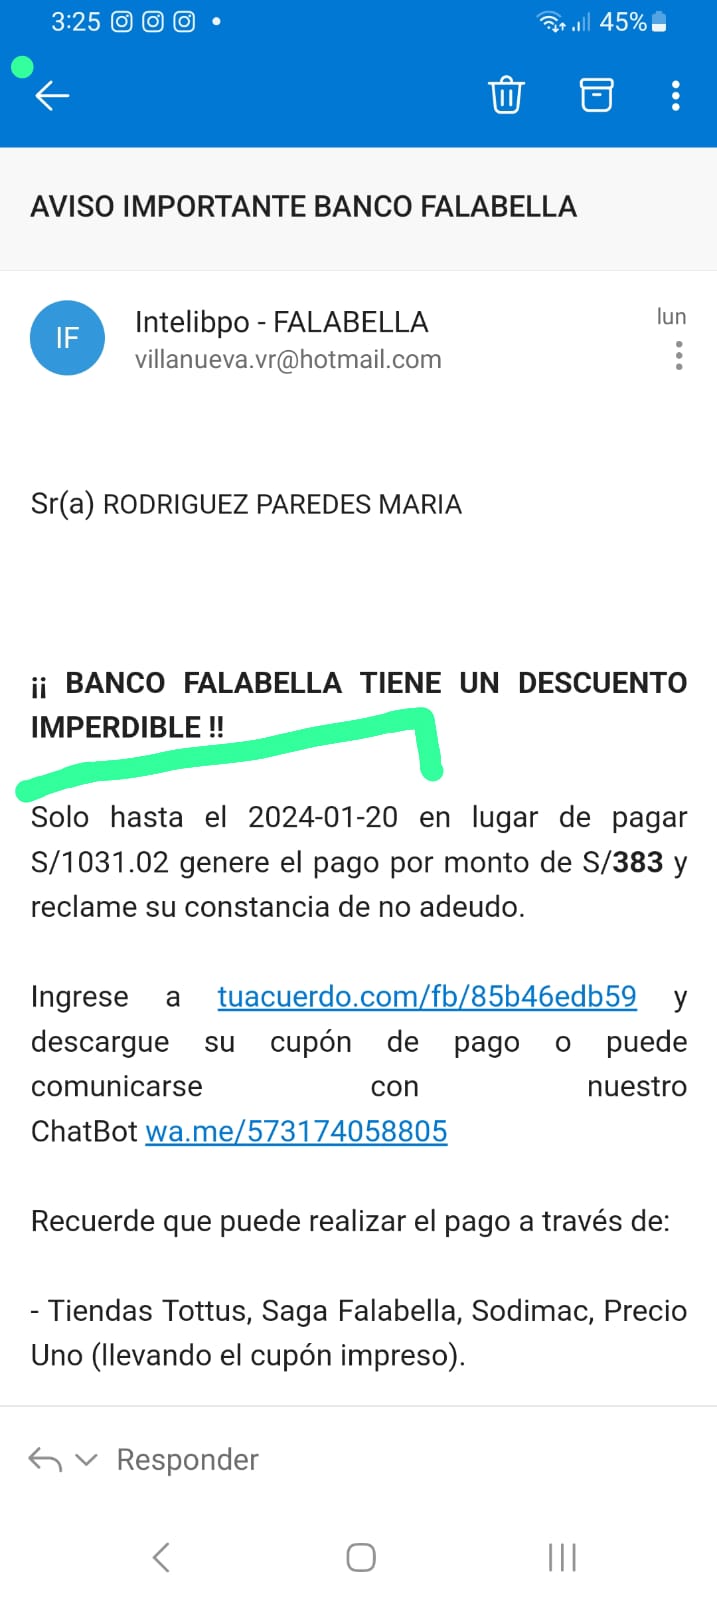 3:25 45%
AVISO IMPORTANTE BANCO FALABELLA
IF
Intelibpo - FALABELLA
lun
villanueva.vr@hotmail.com
Sr(a) RODRIGUEZ PAREDES MARIA
¡¡ BANCO FALABELLA TIENE UN DESCUENTO
IMPERDIBLE !!
Solo hasta el 2024-01-20 en lugar de pagar
S/1031.02 genere el pago por monto de S/383 y
reclame su constancia de no adeudo.
Ingrese a tuacuerdo.com/fb/85b46edb59 y
descargue su cupón de pago o puede
comunicarse con nuestro
ChatBot wa.me/573174058805
Recuerde que puede realizar el pago a través de:
- Tiendas Tottus, Saga Falabella, Sodimac, Precio
Uno (llevando el cupón impreso).
Responder